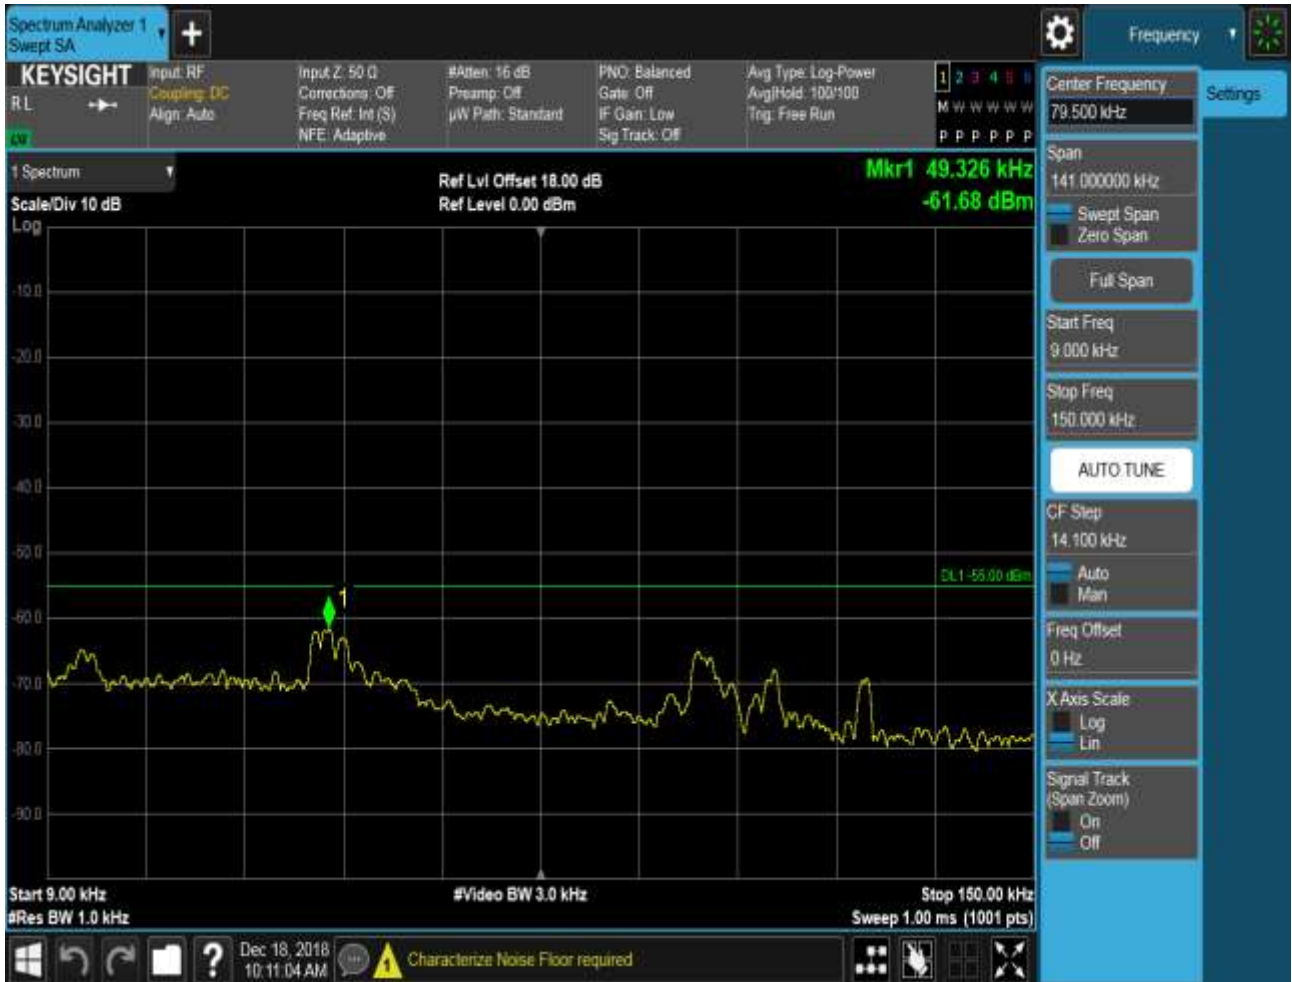 Spectrum Analyzer 1
Swept SA
Frequency
KEYSIGHT
RL
Input: RF
Coupling: DC
Align: Auto
Input Z: 50 Ω
Corrections: Off
Freq Ref: Int (S)
NFE: Adaptive
#Atten: 16 dB
Preamp: Off
µW Path: Standard
PNO: Balanced
Gate: Off
IF Gain: Low
Sig Track: Off
Avg Type: Log-Power
Avg|Hold: 100/100
Trig: Free Run
1 2 3 4 5 6
M W W W W W
P P P P P P
1 Spectrum
Scale/Div 10 dB
Log
Ref Lvl Offset 18.00 dB
Ref Level 0.00 dBm
Mkr1 49.326 kHz
-61.68 dBm
-10.0
-20.0
-30.0
-40.0
-50.0
DL1 -55.00 dBm
1
-60.0
-70.0
-80.0
-90.0
Start 9.00 kHz
#Video BW 3.0 kHz
Stop 150.00 kHz
#Res BW 1.0 kHz
Sweep 1.00 ms (1001 pts)
Center Frequency
79.500 kHz
Settings
Span
141.000000 kHz
Swept Span
Zero Span
Full Span
Start Freq
9.000 kHz
Stop Freq
150.000 kHz
AUTO TUNE
CF Step
14.100 kHz
Auto
Man
Freq Offset
0 Hz
X Axis Scale
Log
Lin
Signal Track
(Span Zoom)
On
Off
?
Dec 18, 2018
10:11:04 AM
1
Characterize Noise Floor required